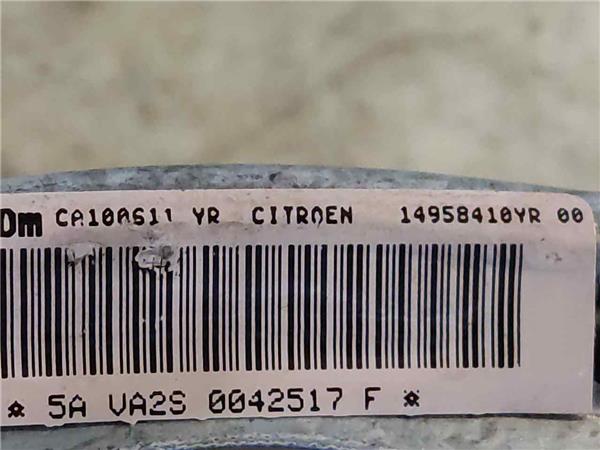 Dm CA10A611 YR CITROEN 14958410YR 00
* 5A VA2S 0042517 F *